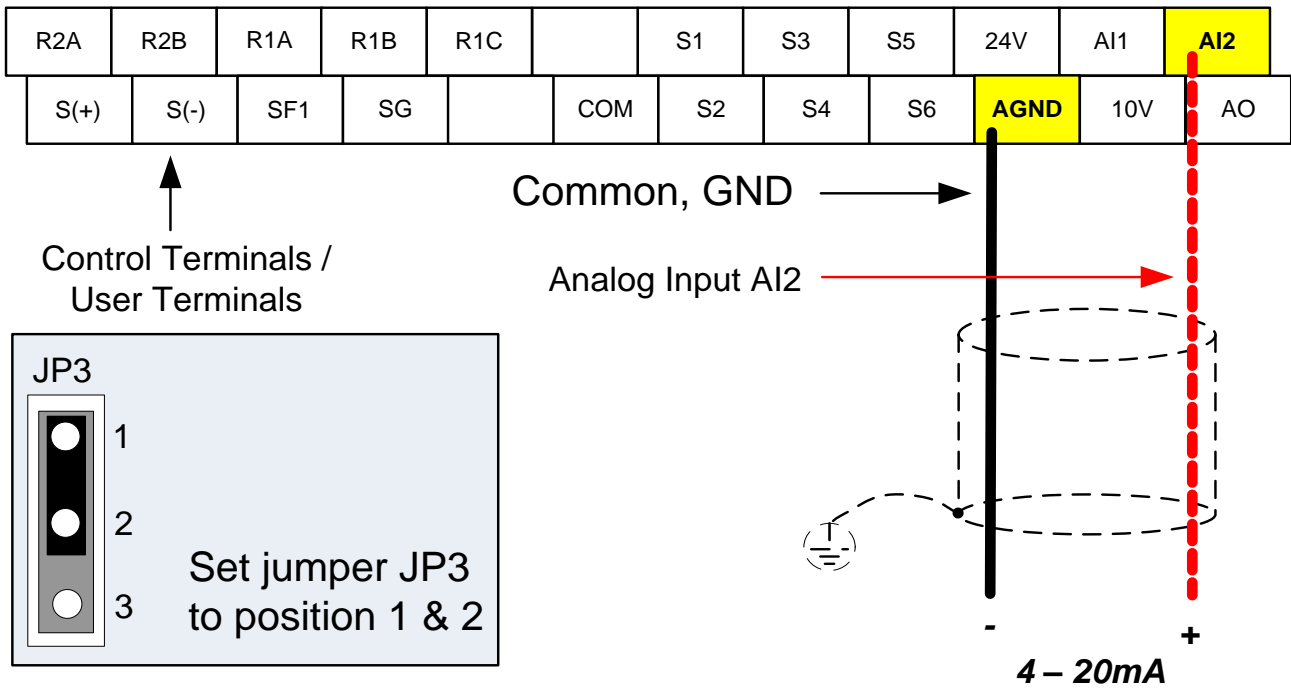 R2A R2B R1A R1B R1C S1 S3 S5 24V AI1 AI2
S(+) S(-) SF1 SG COM S2 S4 S6 AGND 10V AO
Common, GND
Control Terminals /
User Terminals
Analog Input AI2
JP3
1
2
3
Set jumper JP3
to position 1 & 2
- +
4 – 20mA